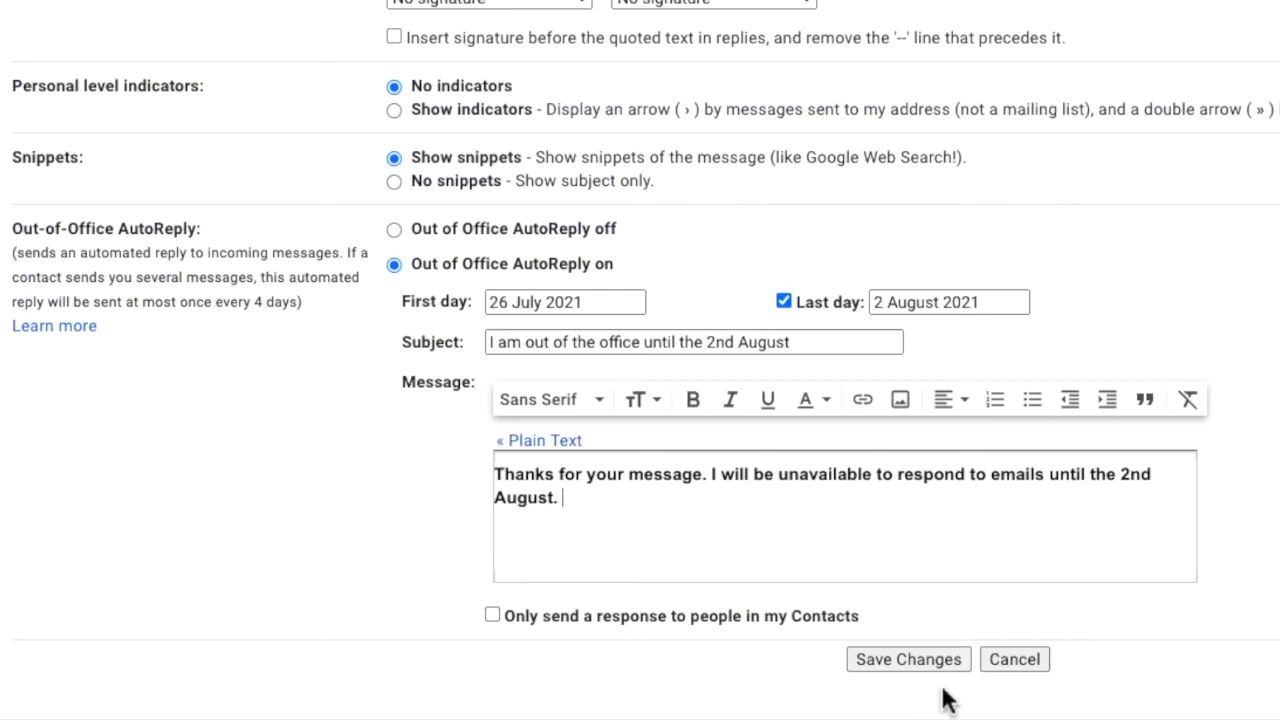 No signature No signature
Insert signature before the quoted text in replies, and remove the '--' line that precedes it.
Personal level indicators:
No indicators
Show indicators - Display an arrow ( › ) by messages sent to my address (not a mailing list), and a double arrow ( » )
Snippets:
Show snippets - Show snippets of the message (like Google Web Search!).
No snippets - Show subject only.
Out-of-Office AutoReply:
(sends an automated reply to incoming messages. If a
contact sends you several messages, this automated
reply will be sent at most once every 4 days)
Learn more
Out of Office AutoReply off
Out of Office AutoReply on
First day: 26 July 2021 Last day: 2 August 2021
Subject: I am out of the office until the 2nd August
Message:
Sans Serif
« Plain Text
Thanks for your message. I will be unavailable to respond to emails until the 2nd
August.
Only send a response to people in my Contacts
Save Changes Cancel